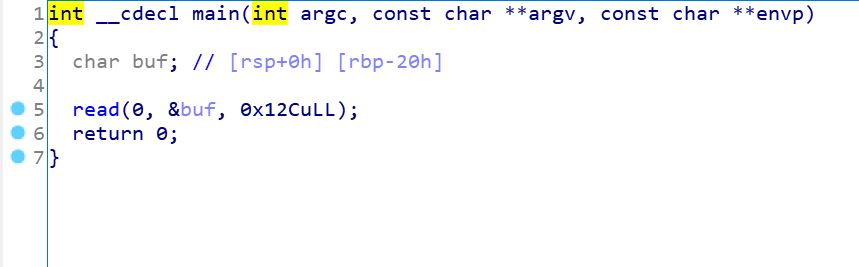 1 int __cdecl main(int argc, const char **argv, const char **envp)
2 {
3   char buf; // [rsp+0h] [rbp-20h]
4
5   read(0, &buf, 0x12CuLL);
6   return 0;
7 }